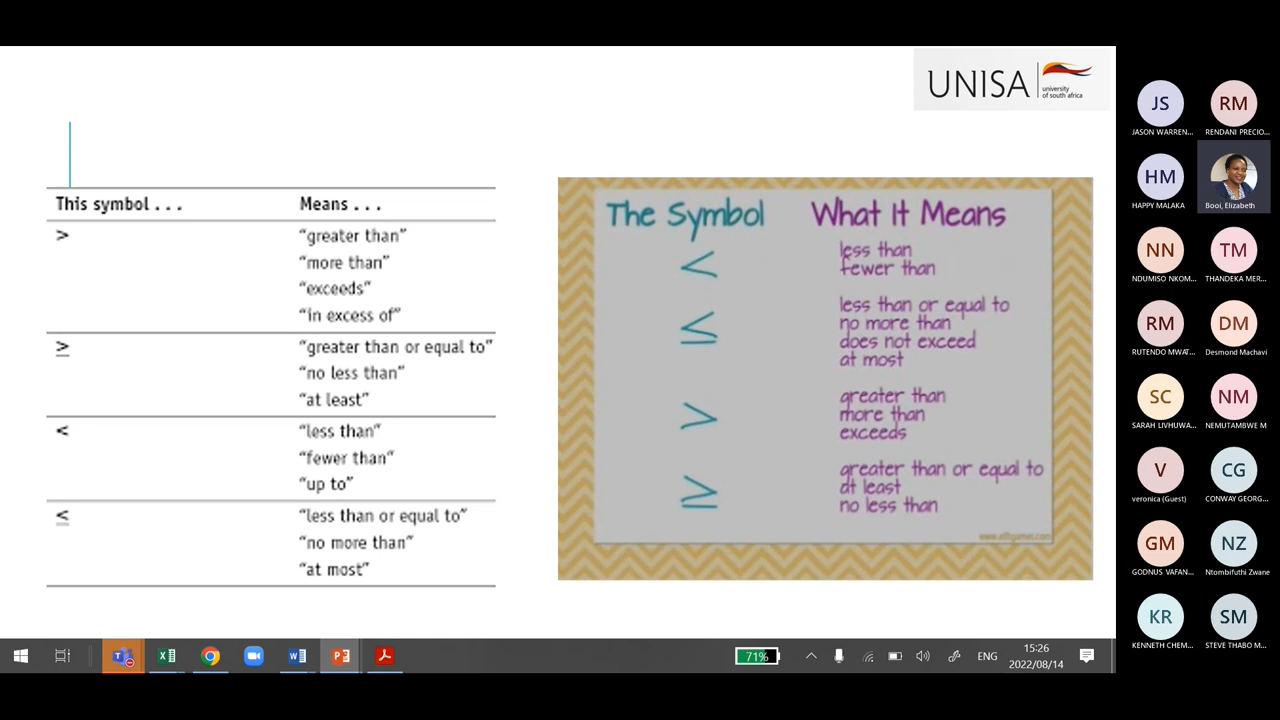 UNISA
university
of south africa
This symbol . . .
Means . . .
>
“greater than”
“more than”
“exceeds”
“in excess of”
≥
“greater than or equal to”
“no less than”
“at least”
<
“less than”
“fewer than”
“up to”
≤
“less than or equal to”
“no more than”
“at most”
The Symbol
What It Means
<
less than
fewer than
≤
less than or equal to
no more than
does not exceed
at most
>
greater than
more than
exceeds
≥
greater than or equal to
at least
no less than
JS
JASON WARREN...
RM
RENDANI PRECIO...
HM
HAPPY MALAKA
Booi, Elizabeth
NN
NDUMISO NKOM...
TM
THANDEKA MER...
RM
RUTENDO MWAT...
DM
Desmond Machavi
SC
SARAH LIVHUWA...
NM
NEMUTAMBWE M
V
veronica (Guest)
CG
CONWAY GEORG...
GM
GODNUS VAFAN...
NZ
Ntombifuthi Zwane
KR
KENNETH CHEM...
SM
STEVE THABO M...
71%
ENG
15:26
2022/08/14